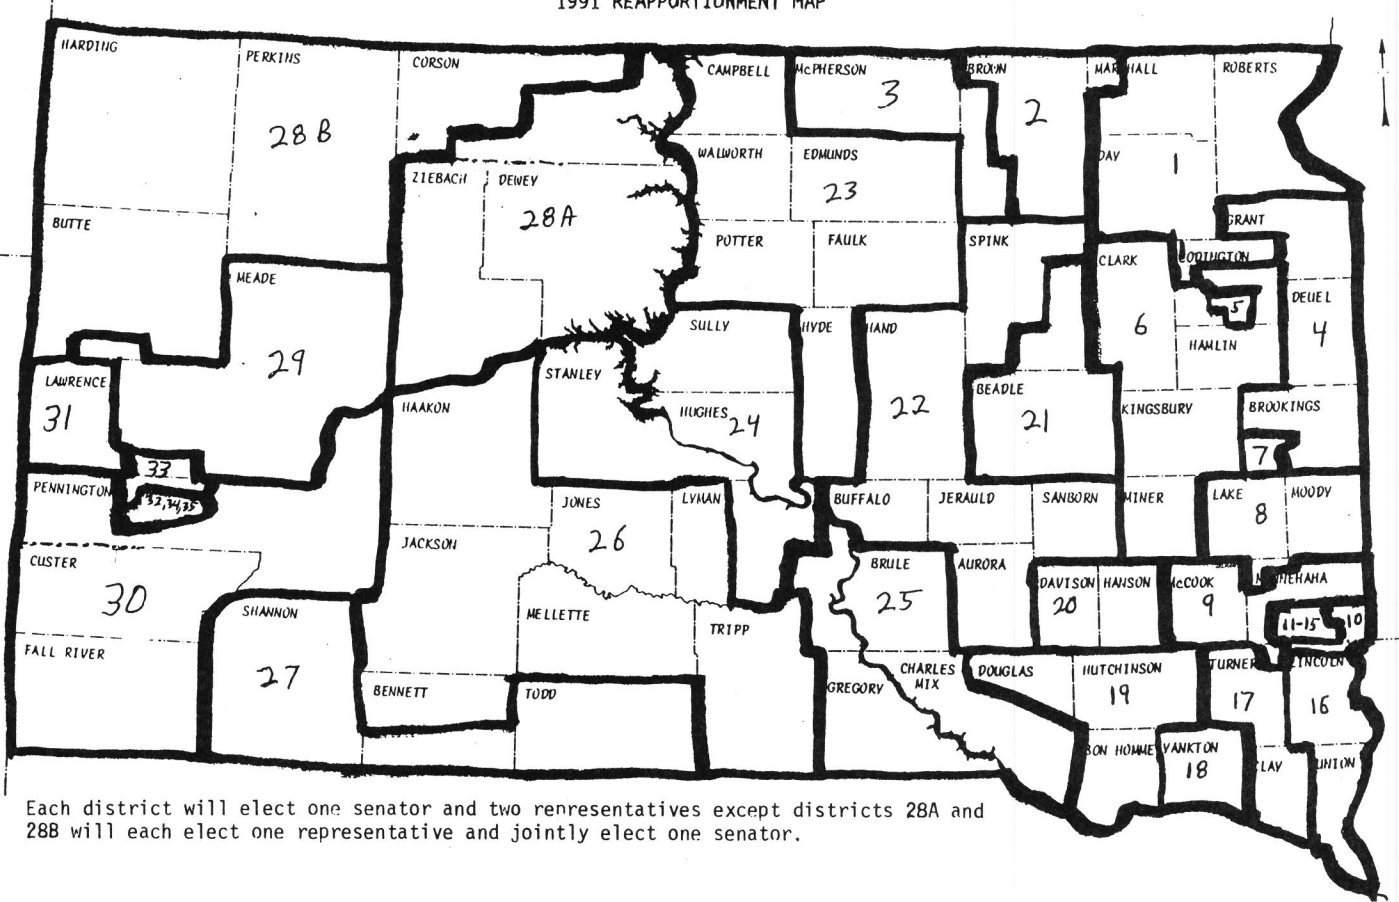 1991 REAPPORTIONMENT MAP
HARDING
PERKINS
CORSON
CAMPBELL
McPHERSON
BROWN
MARSHALL
ROBERTS
28 B
3
2
WALWORTH
EDMUNDS
DAY
1
ZIEBACH
DEWEY
28A
23
BUTTE
POTTER
FAULK
SPINK
GRANT
CLARK
CODINGTON
MEADE
DEUEL
5
29
SULLY
HYDE
HAND
6
HAMLIN
4
LAWRENCE
31
STANLEY
HAAKON
HUGHES
24
22
BEADLE
21
KINGSBURY
BROOKINGS
7
33
PENNINGTON
32,34,35
JONES
LYMAN
BUFFALO
JERAULD
SANBORN
MINER
LAKE
MOODY
8
26
JACKSON
CUSTER
30
BRULE
25
AURORA
DAVISON
20
HANSON
McCOOK
9
MINNEHAHA
11-15
10
SHANNON
MELLETTE
TRIPP
FALL RIVER
27
BENNETT
TODD
GREGORY
CHARLES
MIX
DOUGLAS
HUTCHINSON
19
TURNER
17
LINCOLN
16
BON HOMME
YANKTON
18
CLAY
UNION
Each district will elect one senator and two representatives except districts 28A and
28B will each elect one representative and jointly elect one senator.